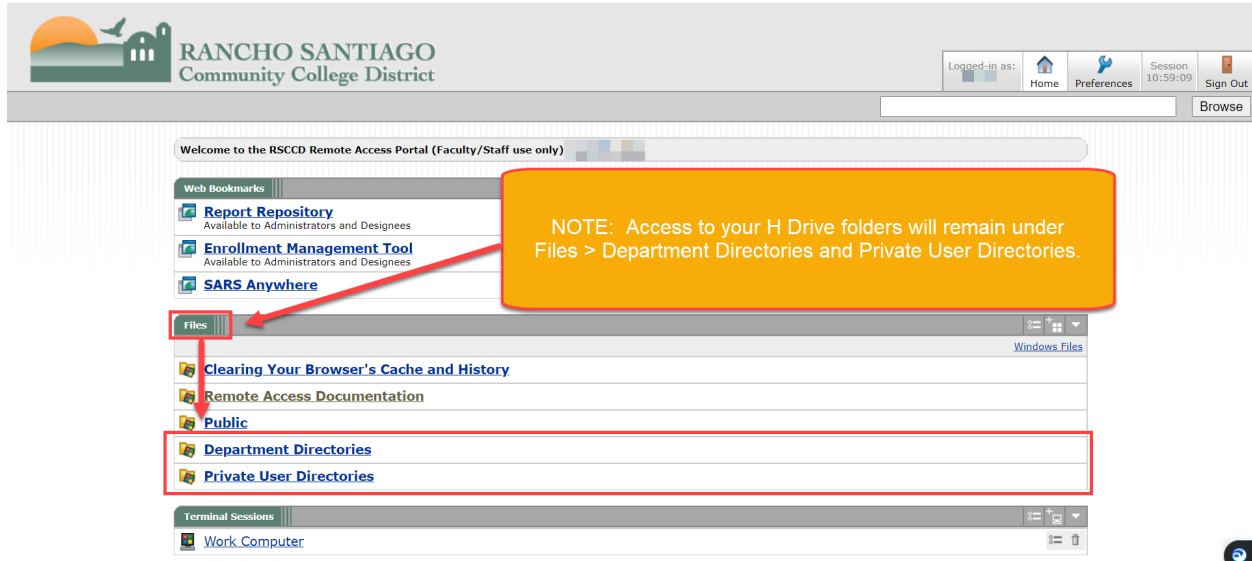 RANCHO SANTIAGO
Community College District
Logged-in as:
Home
Preferences
Session
10:59:09
Sign Out
Browse
Welcome to the RSCCD Remote Access Portal (Faculty/Staff use only)
Web Bookmarks
Report Repository
Available to Administrators and Designees
Enrollment Management Tool
Available to Administrators and Designees
SARS Anywhere
NOTE: Access to your H Drive folders will remain under
Files > Department Directories and Private User Directories.
Files
Windows Files
Clearing Your Browser's Cache and History
Remote Access Documentation
Public
Department Directories
Private User Directories
Terminal Sessions
Work Computer